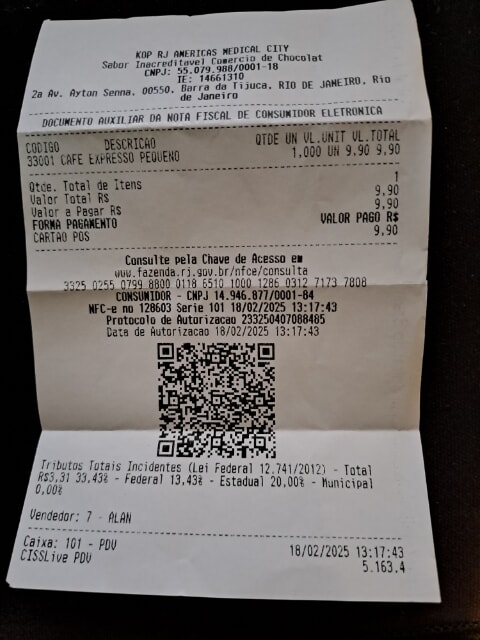 KOP RJ AMERICAS MEDICAL CITY
Sabor Inacreditavel Comercio de Chocolat
CNPJ: 55.079.988/0001-18
IE: 14661310
2a Av. Ayton Senna, 00550, Barra da Tijuca, RIO DE JANEIRO, Rio
de Janeiro
DOCUMENTO AUXILIAR DA NOTA FISCAL DE CONSUMIDOR ELETRONICA
CODIGO DESCRICAO QTDE UN VL.UNIT VL.TOTAL
33001 CAFE EXPRESSO PEQUENO 1,000 UN 9.90 9.90
Qtde. Total de Itens 1
Valor Total R$ 9,90
Valor a Pagar R$ 9,90
FORMA PAGAMENTO VALOR PAGO R$
CARTAO POS 9,90
Consulte pela Chave de Acesso em
www.fazenda.rj.gov.br/nfce/consulta
3325 0255 0799 8800 0118 6510 1000 1286 0312 7173 7808
CONSUMIDOR - CNPJ 14.946.877/0001-84
NFC-e no 128603 Serie 101 18/02/2025 13:17:43
Protocolo de Autorizacao 233250407088485
Data de Autorizacao 18/02/2025 13:17:43
Tributos Totais Incidentes (Lei Federal 12.741/2012) - Total
R$3,31 33,43% - Federal 13,43% - Estadual 20,00% - Municipal
0,00%
Vendedor: 7 - ALAN
Caixa: 101 - PDV 18/02/2025 13:17:43
CISSLive PDV 5.163.4